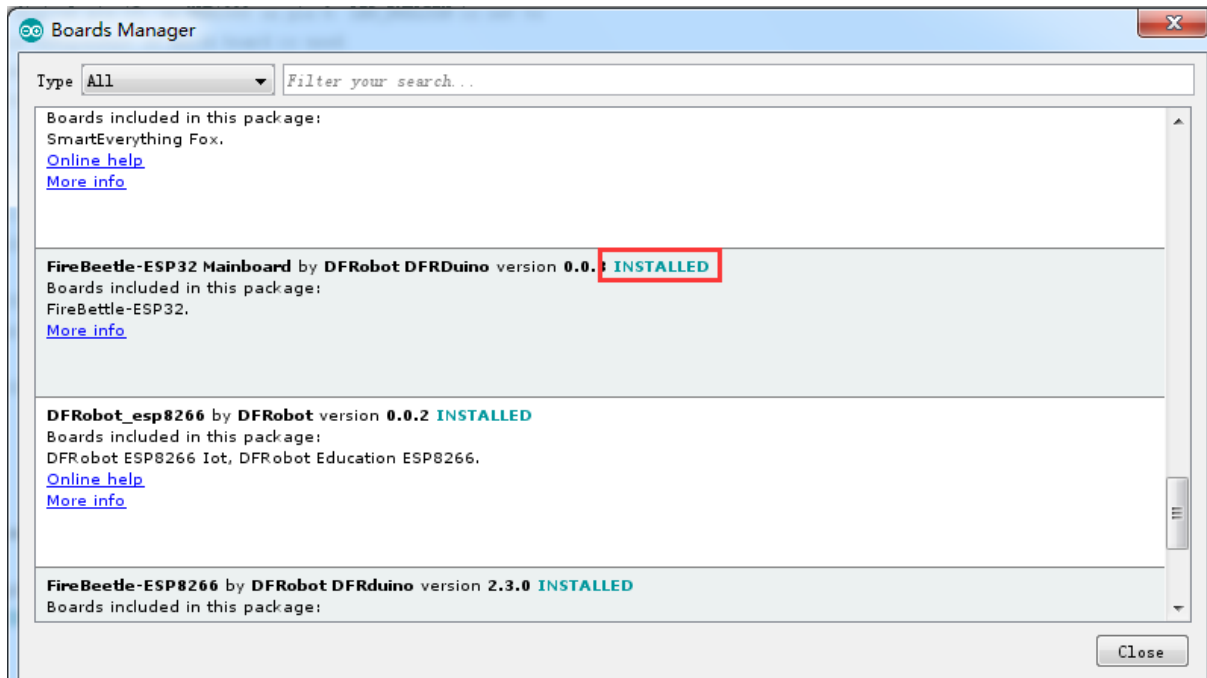 Boards Manager
Type All Filter your search...
Boards included in this package:
SmartEverything Fox.
Online help
More info
FireBeetle-ESP32 Mainboard by DFRobot DFRDuino version 0.0. INSTALLED
Boards included in this package:
FireBettle-ESP32.
More info
DFRobot_esp8266 by DFRobot version 0.0.2 INSTALLED
Boards included in this package:
DFRobot ESP8266 Iot, DFRobot Education ESP8266.
Online help
More info
FireBeetle-ESP8266 by DFRobot DFRduino version 2.3.0 INSTALLED
Boards included in this package:
Close